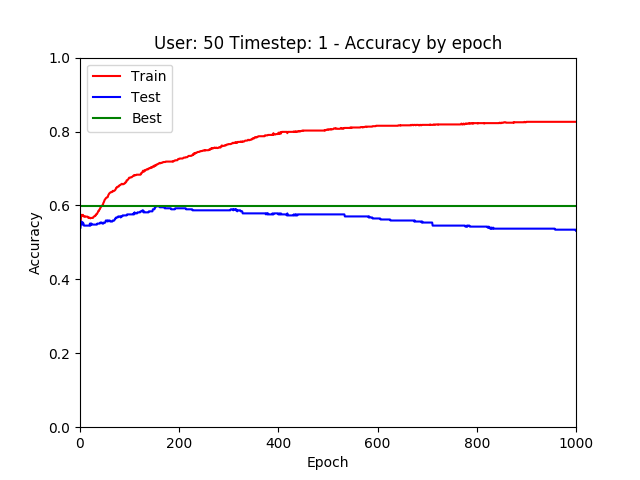 User: 50 Timestep: 1 - Accuracy by epoch
Train
Test
Best
Accuracy
1.0
0.8
0.6
0.4
0.2
0.0
0 200 400 600 800 1000
Epoch